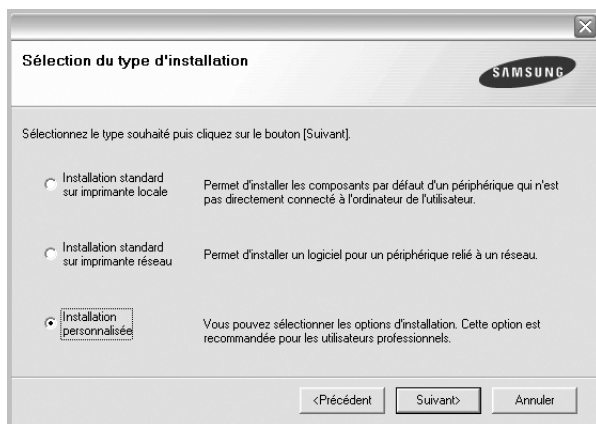 Sélection du type d'installation
SAMSUNG
Sélectionnez le type souhaité puis cliquez sur le bouton [Suivant].
Installation standard
sur imprimante locale
Permet d'installer les composants par défaut d'un périphérique qui n'est
pas directement connecté à l'ordinateur de l'utilisateur.
Installation standard
sur imprimante réseau
Permet d'installer un logiciel pour un périphérique relié à un réseau.
Installation
personnalisée
Vous pouvez sélectionner les options d'installation. Cette option est
recommandée pour les utilisateurs professionnels.
<Précédent
Suivant>
Annuler